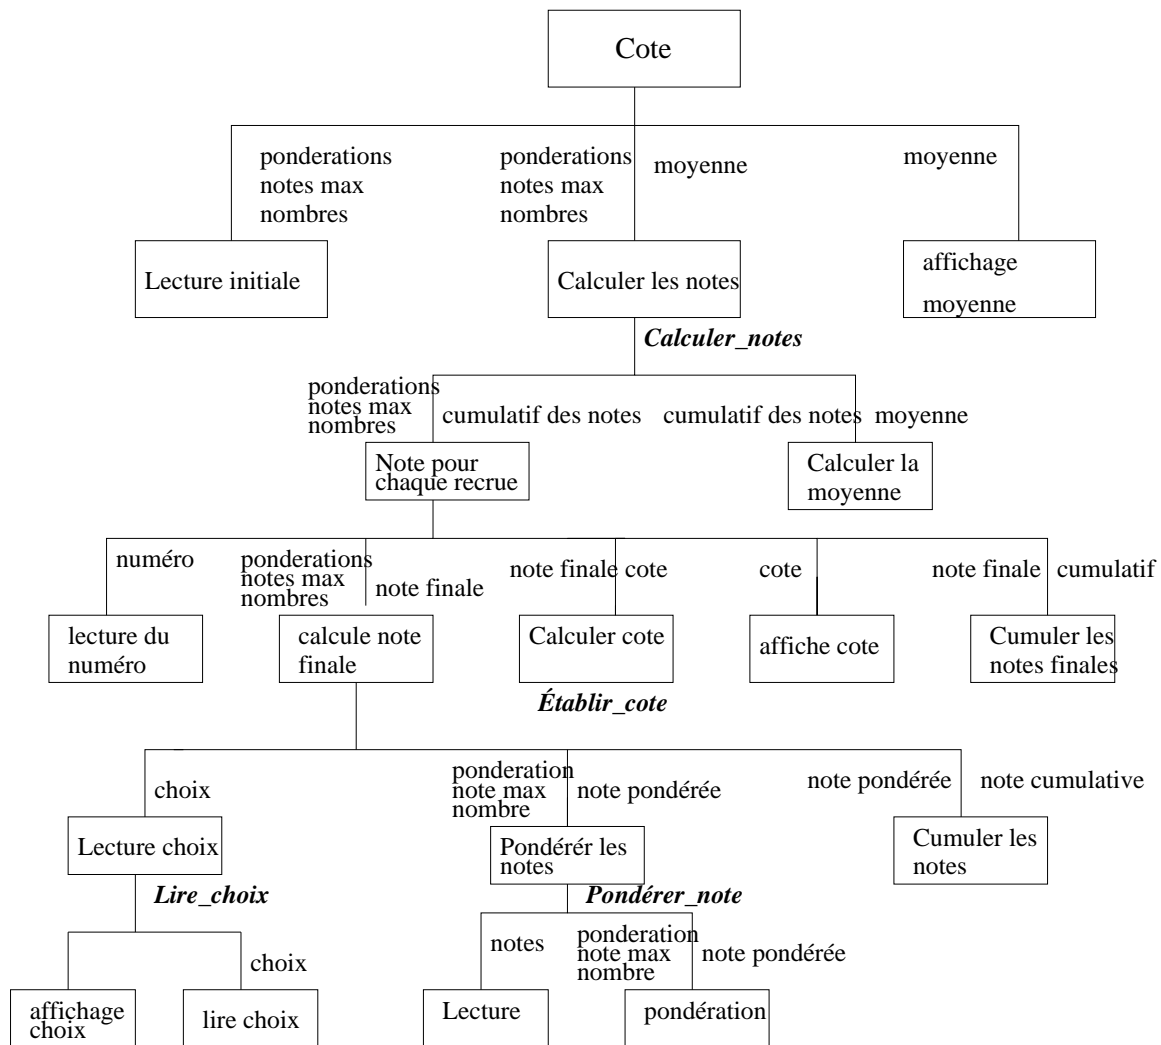 Cote
ponderations
notes max
nombres
ponderations
notes max
nombres
moyenne
moyenne
Lecture initiale
Calculer les notes
affichage
moyenne
Calculer_notes
ponderations
notes max
nombres
cumulatif des notes
cumulatif des notes
moyenne
Note pour
chaque recrue
Calculer la
moyenne
numéro
ponderations
notes max
nombres
note finale
note finale
cote
cote
note finale
cumulatif
lecture du
numéro
calcule note
finale
Calculer cote
affiche cote
Cumuler les
notes finales
Établir_cote
choix
ponderation
note max
nombre
note pondérée
note pondérée
note cumulative
Lecture choix
Pondérér les
notes
Cumuler les
notes
Lire_choix
Pondérer_note
choix
notes
ponderation
note max
nombre
note pondérée
affichage
choix
lire choix
Lecture
pondération